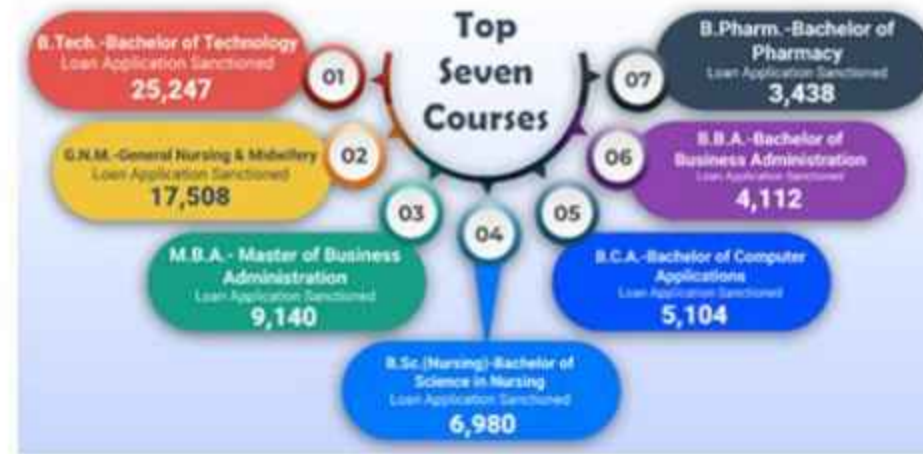 Top
Seven
Courses
B.Tech.-Bachelor of Technology
Loan Application Sanctioned
25,247
01
G.N.M.-General Nursing & Midwifery
Loan Application Sanctioned
17,508
02
M.B.A.- Master of Business
Administration
Loan Application Sanctioned
9,140
03
B.Sc.(Nursing)-Bachelor of
Science in Nursing
Loan Application Sanctioned
6,980
04
B.C.A.-Bachelor of Computer
Applications
Loan Application Sanctioned
5,104
05
B.B.A.-Bachelor of
Business Administration
Loan Application Sanctioned
4,112
06
B.Pharm.-Bachelor of
Pharmacy
Loan Application Sanctioned
3,438
07